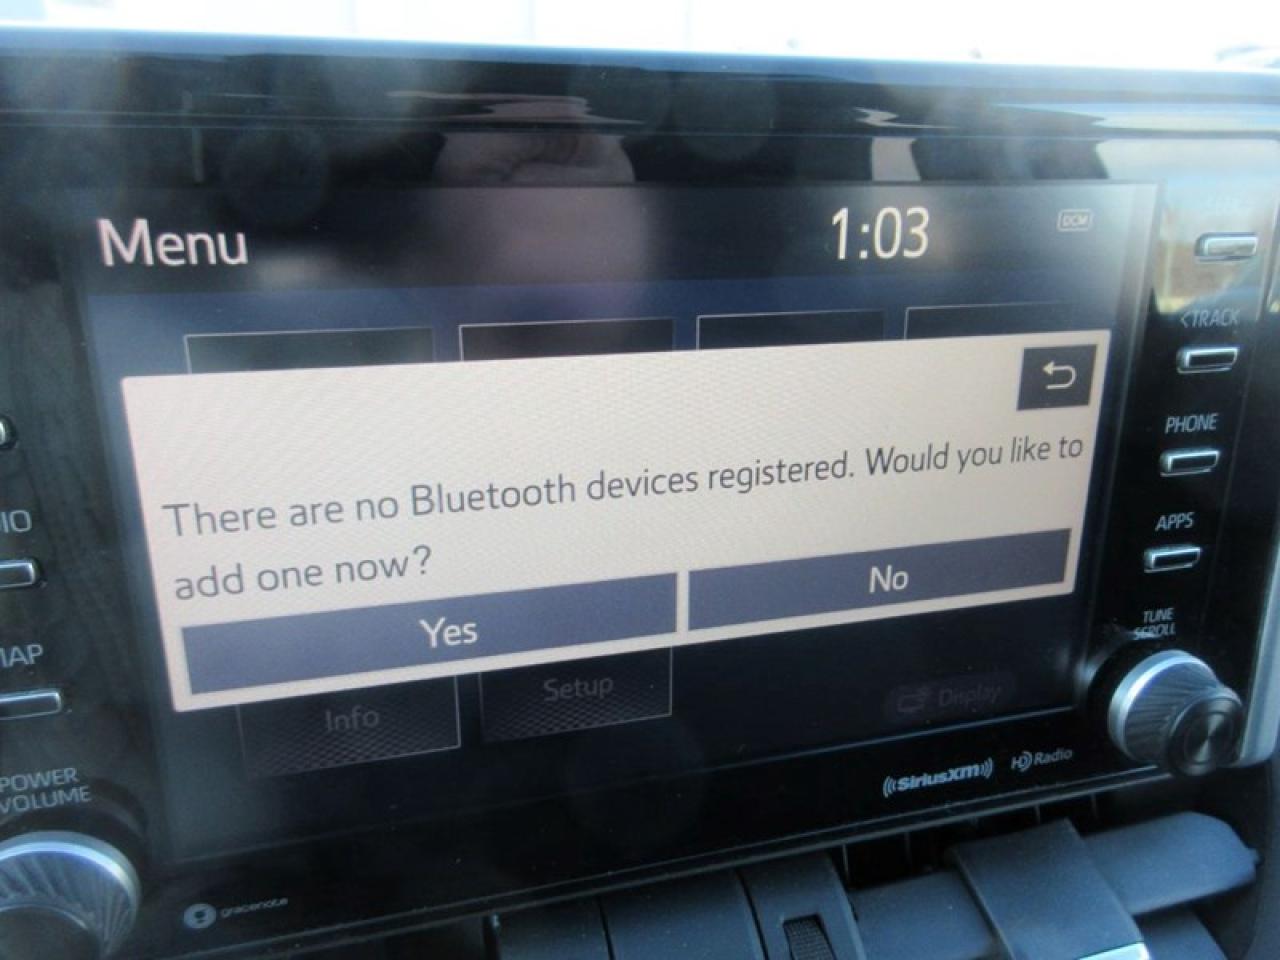 Menu
1:03
DCM
<TRACK
There are no Bluetooth devices registered. Would you like to
add one now?
Yes
No
PHONE
APPS
TUNE
SCROLL
IO
MAP
POWER
VOLUME
Info
Setup
Display
SiriusXM
HD Radio
gracenote